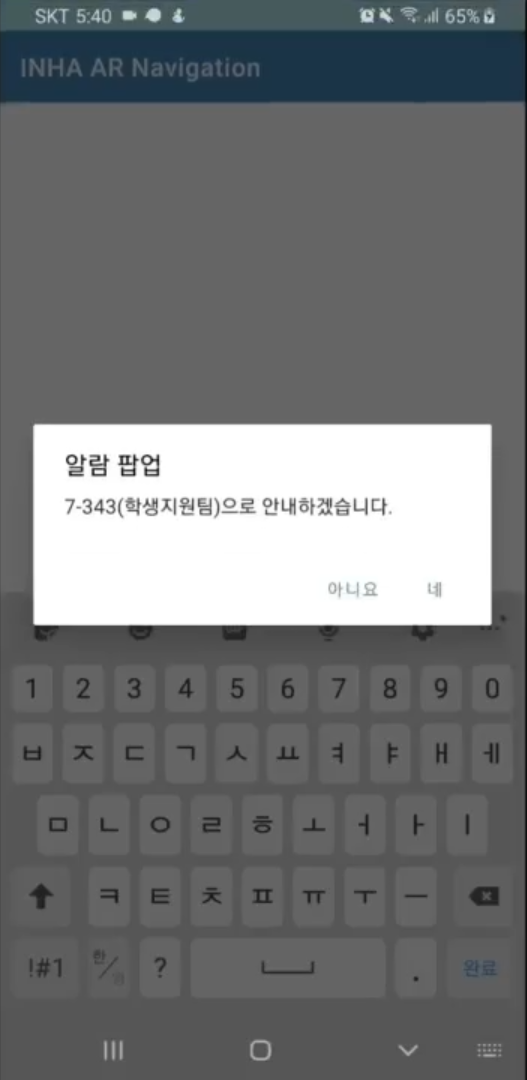 SKT 5:40
65%
INHA AR Navigation
알람 팝업
7-343(학생지원팀)으로 안내하겠습니다.
아니요 네
1 2 3 4 5 6 7 8 9 0
ㅂ ㅈ ㄷ ㄱ ㅅ ㅛ ㅕ ㅑ ㅐ ㅔ
ㅁ ㄴ ㅇ ㄹ ㅎ ㅗ ㅓ ㅏ ㅣ
ㅋ ㅌ ㅊ ㅍ ㅠ ㅜ ㅡ
!#1 한/영 ? . 완료